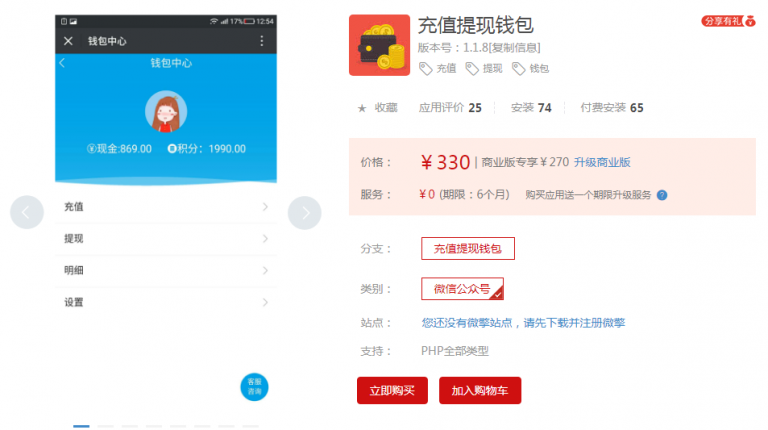 17% 12:54
钱包中心
钱包中心
现金:869.00 积分：1990.00
充值
提现
明细
设置
客服
咨询
充值提现钱包
分享有礼
版本号：1.1.8[复制信息]
充值 提现 钱包
★ 收藏 应用评价 25 安装 74 付费安装 65
价格： ¥330 | 商业版专享￥270 升级商业版
服务： ¥0 (期限：6个月) 购买应用送一个期限升级服务 ?
分支： 充值提现钱包
类别： 微信公众号
站点： 您还没有微擎站点，请先下载并注册微擎
支持： PHP全部类型
立即购买 加入购物车